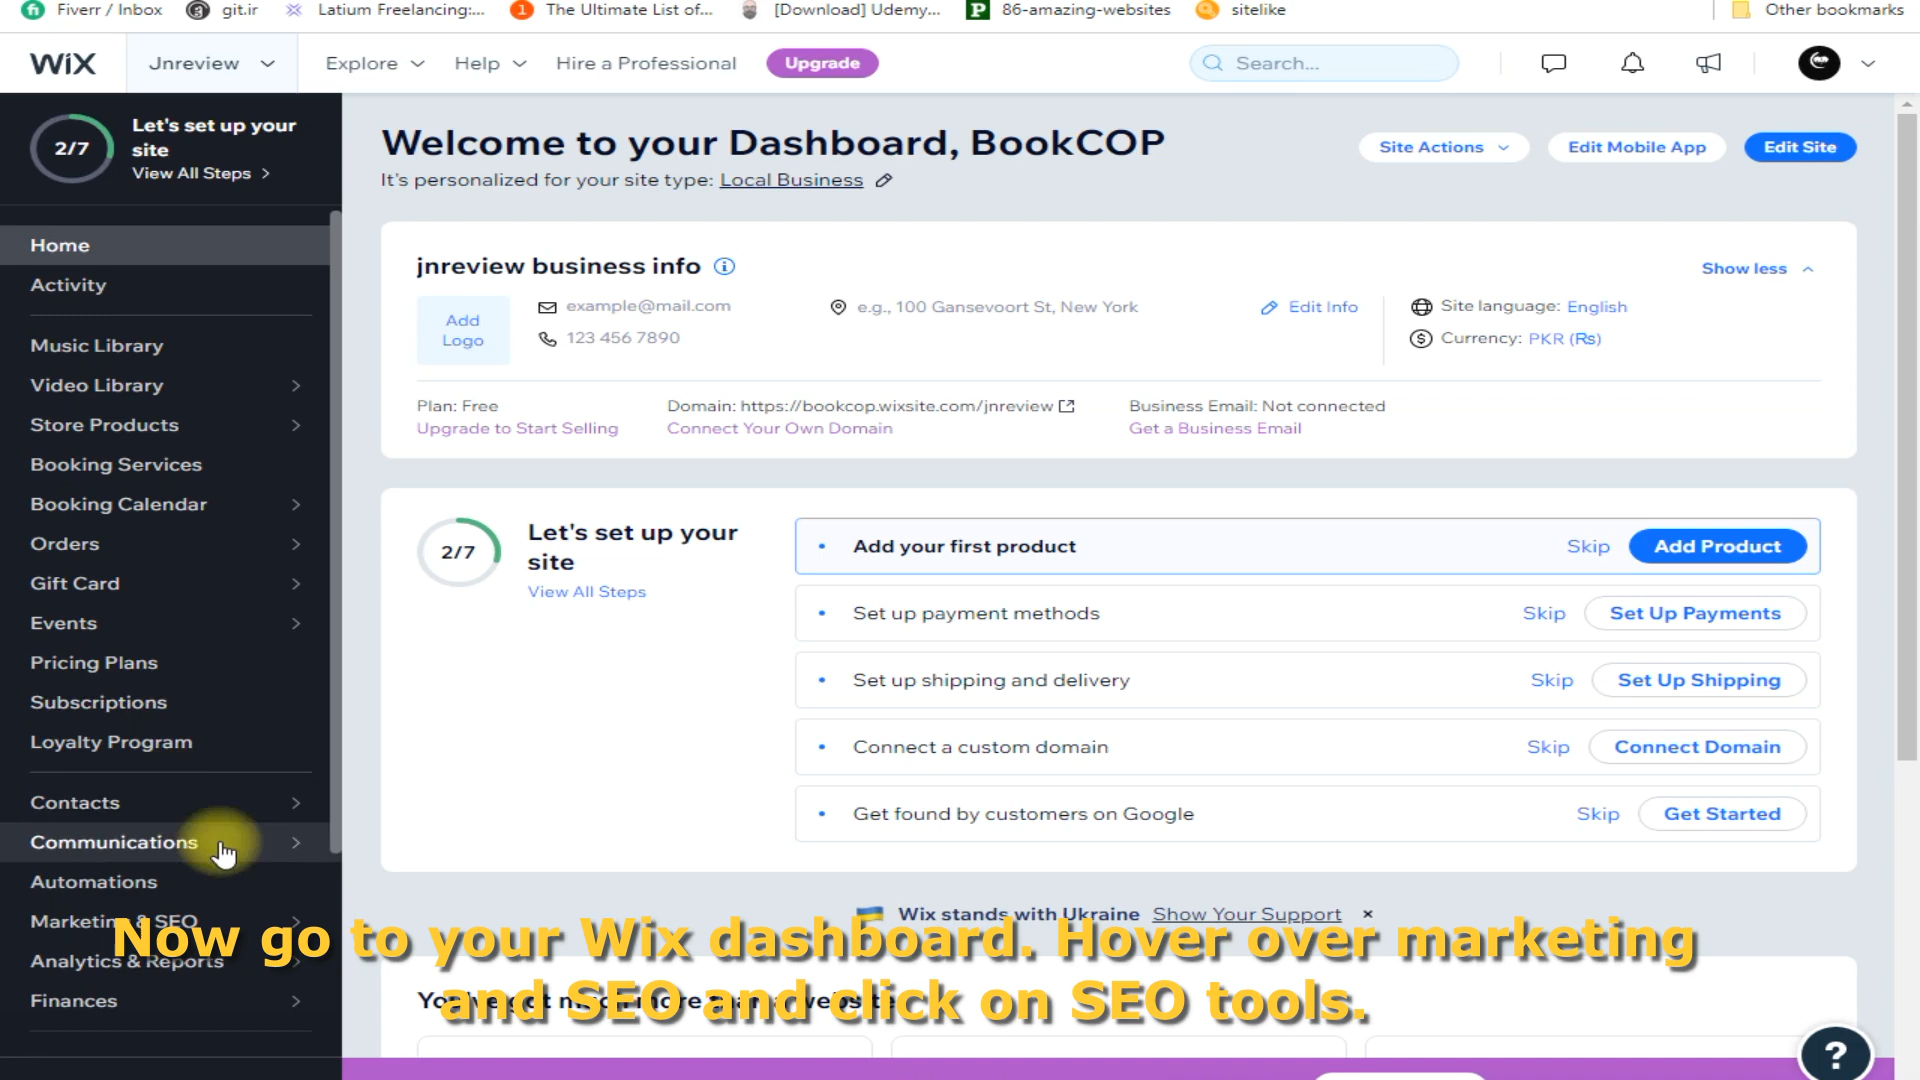 Fiverr / Inbox
git.ir
Latium Freelancing:...
The Ultimate List of...
[Download] Udemy...
86-amazing-websites
sitelike
Other bookmarks
WiX
Jnreview
Explore
Help
Hire a Professional
Upgrade
Search...
2/7
Let's set up your
site
View All Steps
Home
Activity
Music Library
Video Library
Store Products
Booking Services
Booking Calendar
Orders
Gift Card
Events
Pricing Plans
Subscriptions
Loyalty Program
Contacts
Communications
Automations
Marketing & SEO
Analytics & Reports
Finances
Welcome to your Dashboard, BookCOP
It's personalized for your site type: Local Business
Site Actions
Edit Mobile App
Edit Site
jnreview business info
Show less
Add
Logo
example@mail.com
123 456 7890
e.g., 100 Gansevoort St, New York
Edit Info
Site language: English
Currency: PKR (₨)
Plan: Free
Upgrade to Start Selling
Domain: https://bookcop.wixsite.com/jnreview
Connect Your Own Domain
Business Email: Not connected
Get a Business Email
2/7
Let's set up your
site
View All Steps
Add your first product Skip Add Product
Set up payment methods Skip Set Up Payments
Set up shipping and delivery Skip Set Up Shipping
Connect a custom domain Skip Connect Domain
Get found by customers on Google Skip Get Started
Wix stands with Ukraine Show Your Support ×
You've got much more than a website
Now go to your Wix dashboard. Hover over marketing
and SEO and click on SEO tools.
?